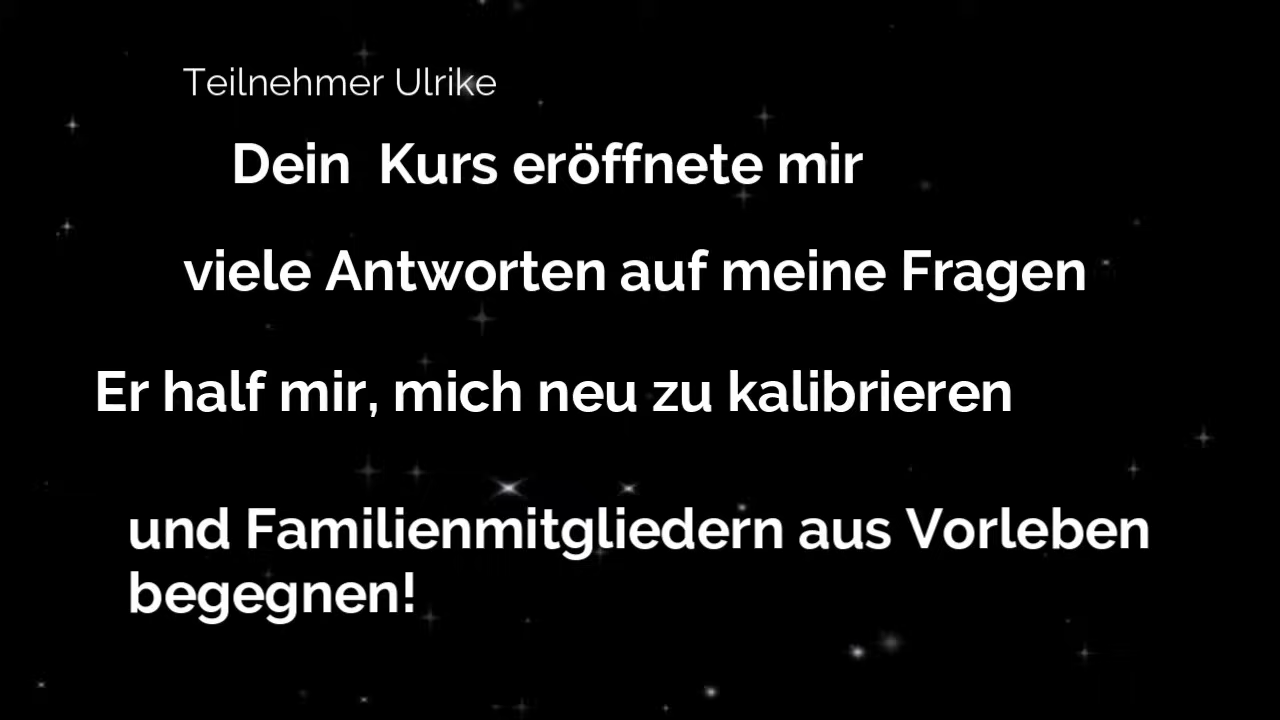 Teilnehmer Ulrike
Dein Kurs eröffnete mir
viele Antworten auf meine Fragen
Er half mir, mich neu zu kalibrieren
und Familienmitgliedern aus Vorleben
begegnen!